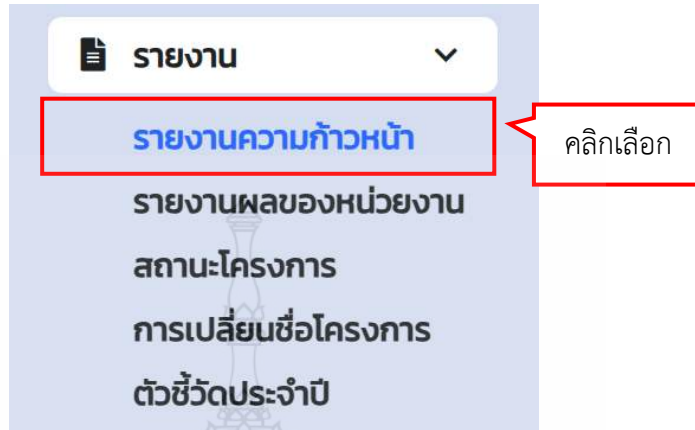 รายงาน
รายงานความก้าวหน้า
คลิกเลือก
รายงานผลของหน่วยงาน
สถานะโครงการ
การเปลี่ยนชื่อโครงการ
ตัวชี้วัดประจำปี